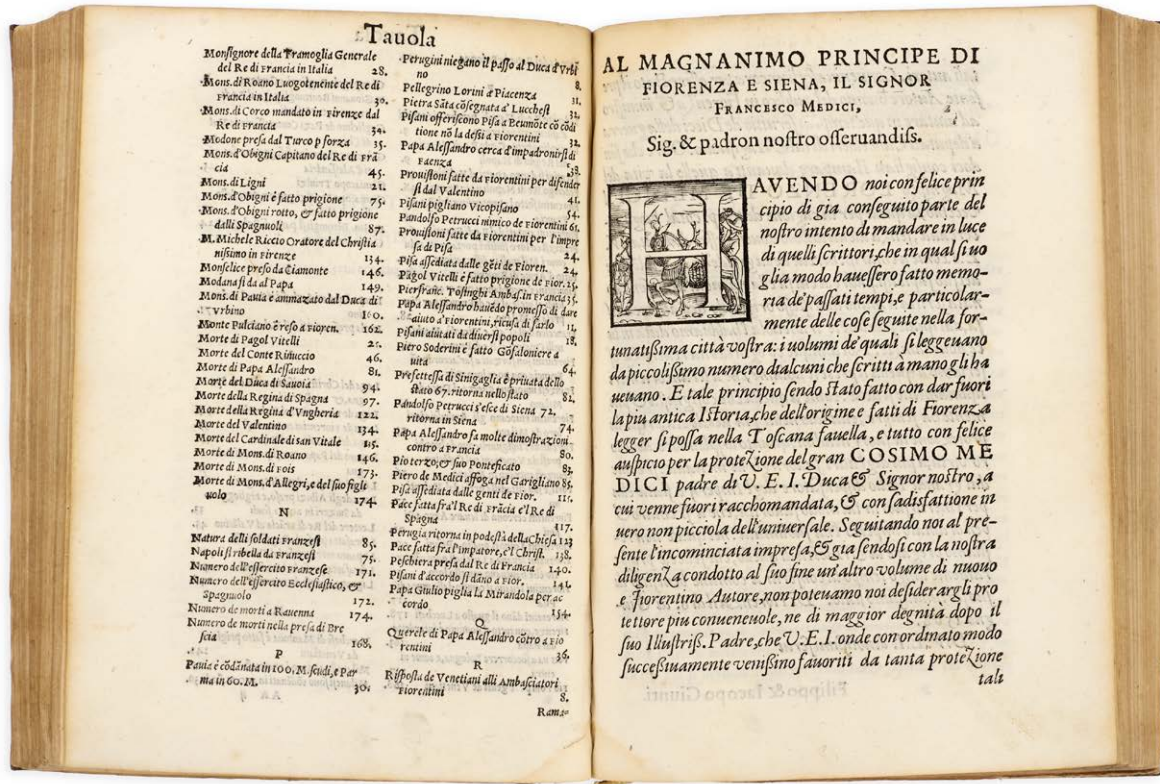 Tauola
Monsignore della Tramoglia Generale
del Re di Francia in Italia 28.
Mons. di Roano Luogotenente del Re di
Francia in Italia 30.
Mons. di Corco mandato in Firenze dal
Re di Francia 34.
Modone presa dal Turco p forza 35.
Mons. d'Obigni Capitano del Re di Frā
cia 45.
Mons. di Ligni 21.
Mons. d'Obigni è fatto prigione 75.
Mons. d'Obigni rotto, & fatto prigione
dalli Spagnuoli 87.
M. Michele Riccio Oratore del Christia
nissimo in Firenze 134.
Monselice preso da Ciamonte 146.
Modana si da al Papa 149.
Mons. di Pauia è ammazato dal Duca di
Vrbino 160.
Monte Pulciano è reso a Fioren. 162.
Morte di Pagol Vitelli 25.
Morte del Conte Rinuccio 46.
Morte di Papa Alessandro 81.
Morte del Duca di Sauoia 94.
Morte della Regina di Spagna 97.
Morte della Regina d'Vngheria 122.
Morte del Valentino 134.
Morte del Cardinale di san Vitale
Morte di Mons. di Roano 146.
Morte di Mons. di Fois 173.
Morte di Mons. d'Allegri, e del suo figli
uolo 174.
N
Natura delli soldati Franzesi 85.
Napoli si ribella da Franzesi 75.
Numero dell'essercito Franzese 171.
Numero dell'essercito Ecclesiastico, &
Spagnuolo 172.
Numero de morti a Rauenna 174.
Numero de morti nella presa di Bre
scia 168.
P
Pauia è cōdānata in 100. M. scudi, e Par
ma in 60. M. 30.
Perugini niegano il passo al Duca d'Vrbi
no 8.
Pellegrino Lorini a Piacenza 31.
Pietra Sāta cōsegnata a' Lucchesi 32.
Pisani offeriscono Pisa a Beumōte cō cōdi
tione nō la dessi a Fiorentini 32.
Papa Alessandro cerca d'impadronirsi di
Faenza 38.
Prouisioni fatte da Fiorentini per difender
si dal Valentino 41.
Pisani pigliano Vicopisano 54.
Pandolfo Petrucci nimico de Fiorentini 61.
Prouisioni fatte da Fiorentini per l'impre
sa di Pisa 24.
Pisa assediata dalle gēti de Fioren. 24.
Pagol Vitelli è fatto prigione de Fior. 25.
Pierfranc. Tosinghi Ambas. in Francia 35.
Papa Alessandro hauēdo promesso di dare
aiuto a' Fiorentini, ricusa di farlo 11.
Pisani aiutati da diuersi popoli 18.
Piero Soderini è fatto Gōfaloniere a
uita 64.
Prefettessa di Sinigaglia è priuata dello
stato 67. ritorna nello stato 82.
Pandolfo Petrucci s'esce di Siena 72.
ritorna in Siena 74.
Papa Alessandro fa molte dimostrazioni
contro a Francia 80.
Pio terzo, & suo Ponteficato 83.
Piero de Medici affoga nel Garigliano 85.
Pisa assediata dalle genti de Fior. 115.
Pace fatta fra'l Re di Frācia e'l Re di
Spagna 117.
Perugia ritorna in podestà della Chiesa 123
Pace fatta fra l'Imperatore, e'l Christ. 138.
Peschiera presa dal Re di Francia 140.
Pisani d'accordo si dāno a Fior. 141.
Papa Giulio piglia la Mirandola per ac
cordo 154.
Q
Querele di Papa Alessandro cōtro a Fio
rentini 36.
R
Risposta de Venetiani alli Ambasciatori
Fiorentini 8.
AL MAGNANIMO PRINCIPE DI
FIORENZA E SIENA, IL SIGNOR
FRANCESCO MEDICI,
Sig. & padron nostro osseruandiss.
HAVENDO noi con felice prin
cipio di gia conseguito parte del
nostro intento di mandare in luce
di quelli scrittori, che in qual si uo
glia modo hauessero fatto memo-
ria de' passati tempi, e particolar-
mente delle cose seguite nella for-
tunatissima città vostra: i uolumi de' quali si leggeuano
da piccolissimo numero di alcuni che scritti a mano gli ha
ueuano. E tale principio sendo stato fatto con dar fuori
la piu antica Istoria, che dell'origine e fatti di Fiorenza
legger si possa nella Toscana fauella, e tutto con felice
auspicio per la protezione del gran COSIMO ME
DICI padre di V. E. I. Duca & Signor nostro, a
cui venne fuori racchomandata, & con sadisfattione in
uero non picciola dell'uniuersale. Seguitando noi al pre-
sente l'incominciata impresa, & gia sendosi con la nostra
diligenza condotto al suo fine un'altro volume di nuouo
e Fiorentino Autore, non poteuamo noi desiderargli pro
tettore piu conueneuole, ne di maggior degnità dopo il
suo Illustriss. Padre, che V. E. I. onde con ordinato modo
successiuamente venissino fauoriti da tanta protezione
tali